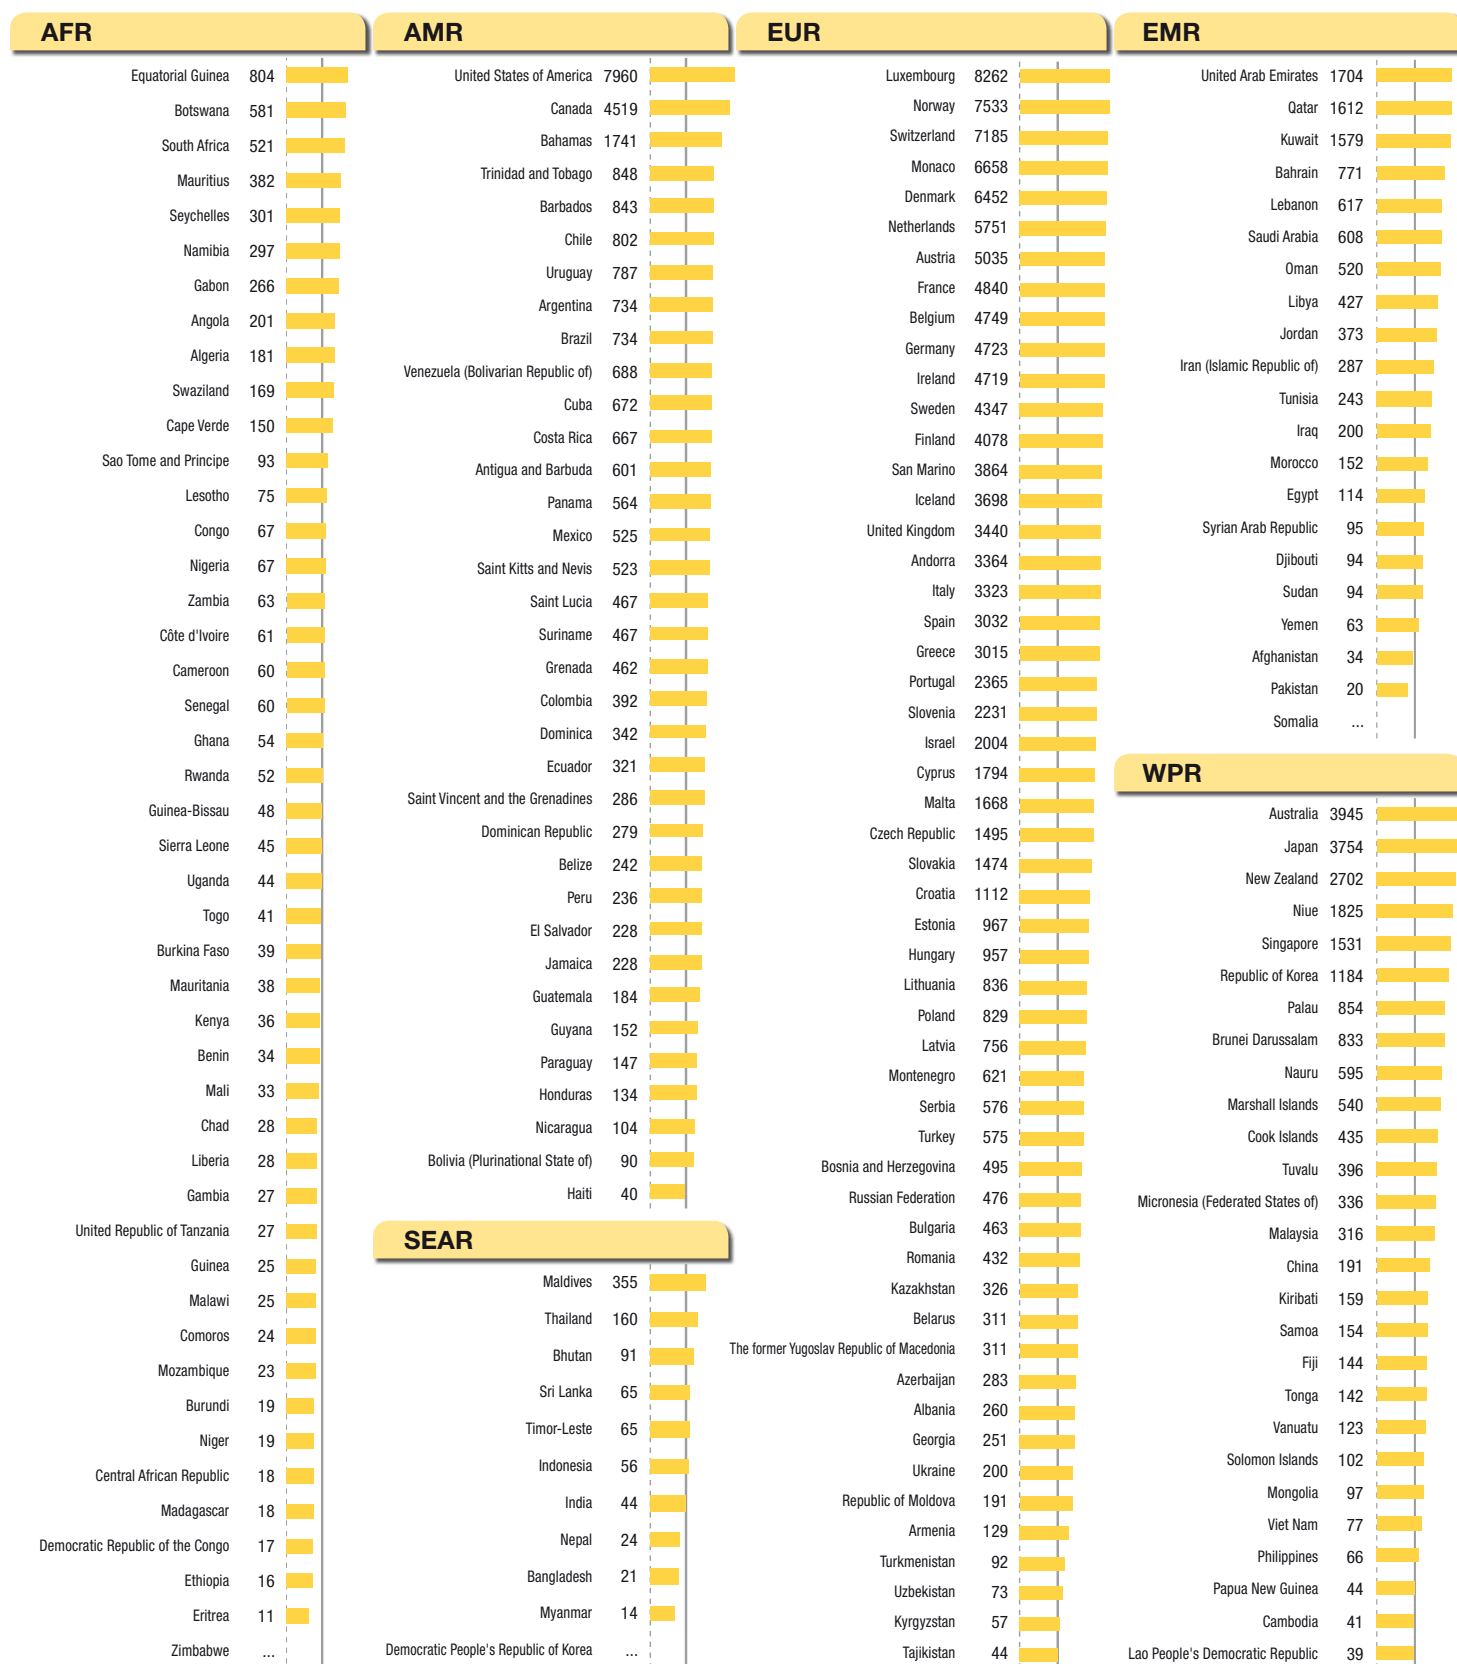 AFR
Equatorial Guinea 804
Botswana 581
South Africa 521
Mauritius 382
Seychelles 301
Namibia 297
Gabon 266
Angola 201
Algeria 181
Swaziland 169
Cape Verde 150
Sao Tome and Principe 93
Lesotho 75
Congo 67
Nigeria 67
Zambia 63
Côte d'Ivoire 61
Cameroon 60
Senegal 60
Ghana 54
Rwanda 52
Guinea-Bissau 48
Sierra Leone 45
Uganda 44
Togo 41
Burkina Faso 39
Mauritania 38
Kenya 36
Benin 34
Mali 33
Chad 28
Liberia 28
Gambia 27
United Republic of Tanzania 27
Guinea 25
Malawi 25
Comoros 24
Mozambique 23
Burundi 19
Niger 19
Central African Republic 18
Madagascar 18
Democratic Republic of the Congo 17
Ethiopia 16
Eritrea 11
Zimbabwe ...
AMR
United States of America 7960
Canada 4519
Bahamas 1741
Trinidad and Tobago 848
Barbados 843
Chile 802
Uruguay 787
Argentina 734
Brazil 734
Venezuela (Bolivarian Republic of) 688
Cuba 672
Costa Rica 667
Antigua and Barbuda 601
Panama 564
Mexico 525
Saint Kitts and Nevis 523
Saint Lucia 467
Suriname 467
Grenada 462
Colombia 392
Dominica 342
Ecuador 321
Saint Vincent and the Grenadines 286
Dominican Republic 279
Belize 242
Peru 236
El Salvador 228
Jamaica 228
Guatemala 184
Guyana 152
Paraguay 147
Honduras 134
Nicaragua 104
Bolivia (Plurinational State of) 90
Haiti 40
SEAR
Maldives 355
Thailand 160
Bhutan 91
Sri Lanka 65
Timor-Leste 65
Indonesia 56
India 44
Nepal 24
Bangladesh 21
Myanmar 14
Democratic People's Republic of Korea ...
EUR
Luxembourg 8262
Norway 7533
Switzerland 7185
Monaco 6658
Denmark 6452
Netherlands 5751
Austria 5035
France 4840
Belgium 4749
Germany 4723
Ireland 4719
Sweden 4347
Finland 4078
San Marino 3864
Iceland 3698
United Kingdom 3440
Andorra 3364
Italy 3323
Spain 3032
Greece 3015
Portugal 2365
Slovenia 2231
Israel 2004
Cyprus 1794
Malta 1668
Czech Republic 1495
Slovakia 1474
Croatia 1112
Estonia 967
Hungary 957
Lithuania 836
Poland 829
Latvia 756
Montenegro 621
Serbia 576
Turkey 575
Bosnia and Herzegovina 495
Russian Federation 476
Bulgaria 463
Romania 432
Kazakhstan 326
Belarus 311
The former Yugoslav Republic of Macedonia 311
Azerbaijan 283
Albania 260
Georgia 251
Ukraine 200
Republic of Moldova 191
Armenia 129
Turkmenistan 92
Uzbekistan 73
Kyrgyzstan 57
Tajikistan 44
EMR
United Arab Emirates 1704
Qatar 1612
Kuwait 1579
Bahrain 771
Lebanon 617
Saudi Arabia 608
Oman 520
Libya 427
Jordan 373
Iran (Islamic Republic of) 287
Tunisia 243
Iraq 200
Morocco 152
Egypt 114
Syrian Arab Republic 95
Djibouti 94
Sudan 94
Yemen 63
Afghanistan 34
Pakistan 20
Somalia ...
WPR
Australia 3945
Japan 3754
New Zealand 2702
Niue 1825
Singapore 1531
Republic of Korea 1184
Palau 854
Brunei Darussalam 833
Nauru 595
Marshall Islands 540
Cook Islands 435
Tuvalu 396
Micronesia (Federated States of) 336
Malaysia 316
China 191
Kiribati 159
Samoa 154
Fiji 144
Tonga 142
Vanuatu 123
Solomon Islands 102
Mongolia 97
Viet Nam 77
Philippines 66
Papua New Guinea 44
Cambodia 41
Lao People's Democratic Republic 39